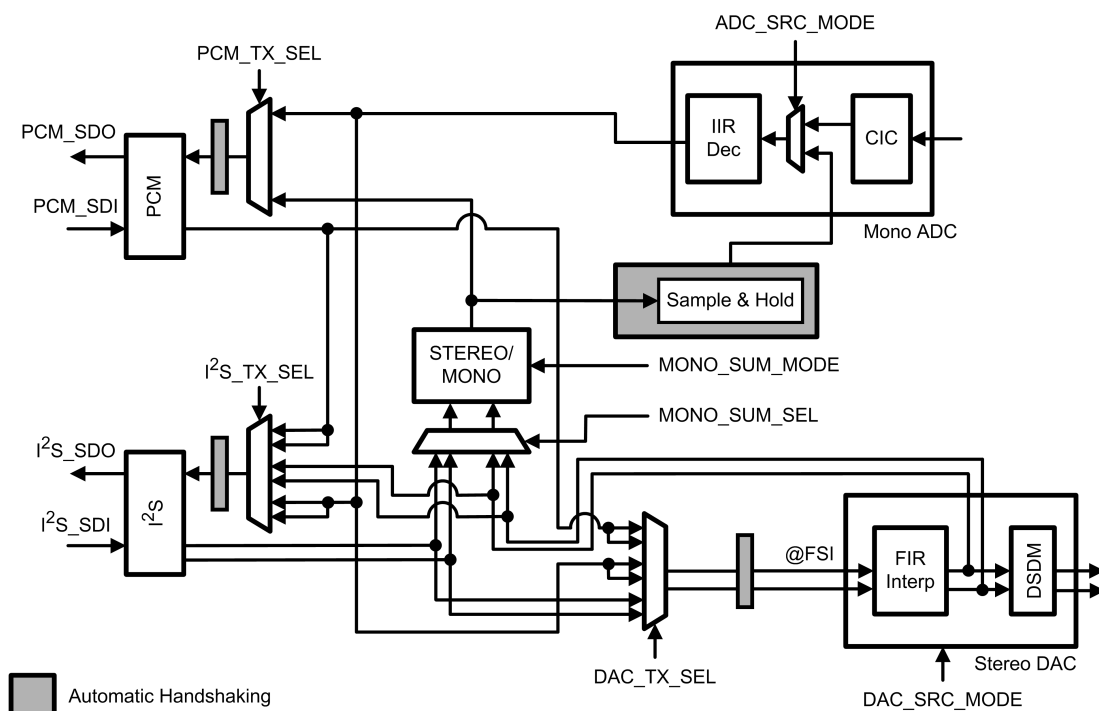 ADC_SRC_MODE
PCM_TX_SEL
PCM_SDO
PCM_SDI
PCM
IIR
Dec
CIC
Mono ADC
Sample & Hold
STEREO/
MONO
MONO_SUM_MODE
MONO_SUM_SEL
I²S_TX_SEL
I²S_SDO
I²S_SDI
I²S
@FSI
FIR
Interp
DSDM
Stereo DAC
DAC_TX_SEL
DAC_SRC_MODE
Automatic Handshaking